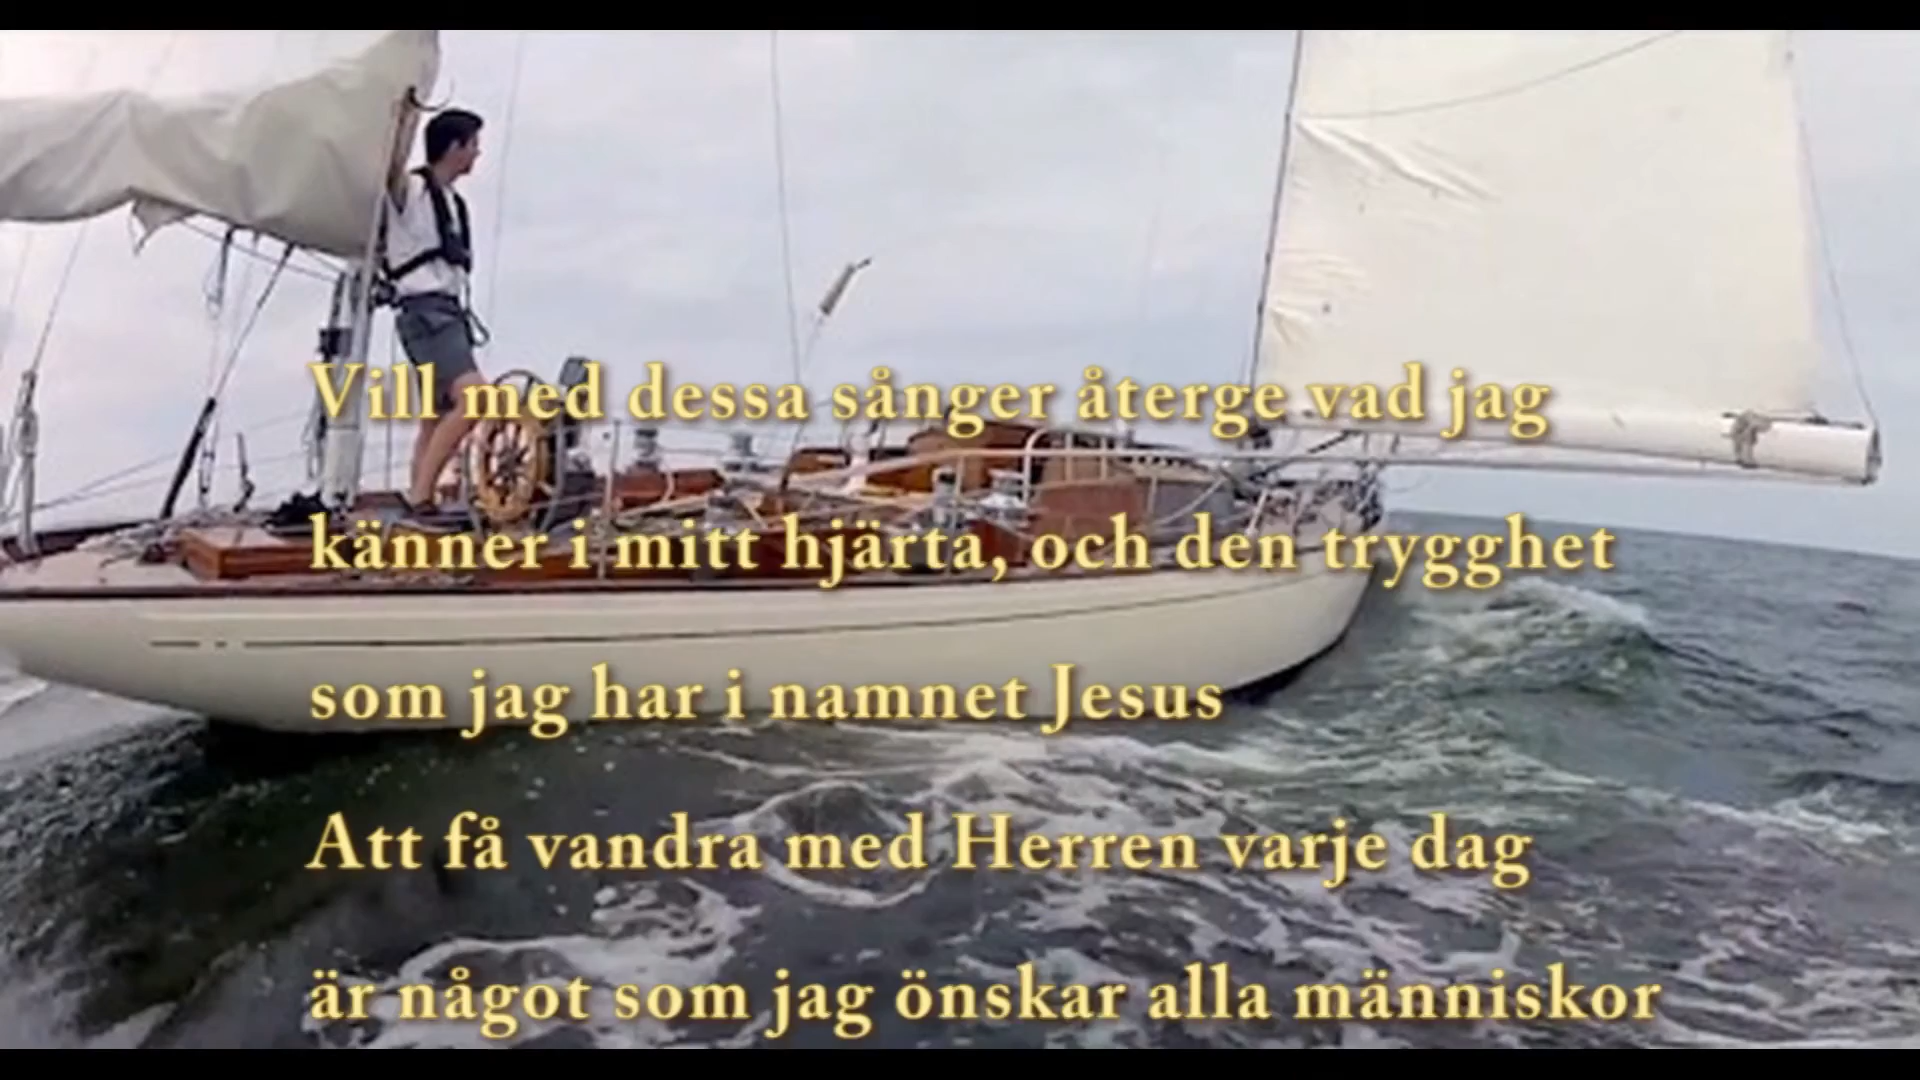 Vill med dessa sånger återge vad jag
känner i mitt hjärta, och den trygghet
som jag har i namnet Jesus
Att få vandra med Herren varje dag
är något som jag önskar alla människor